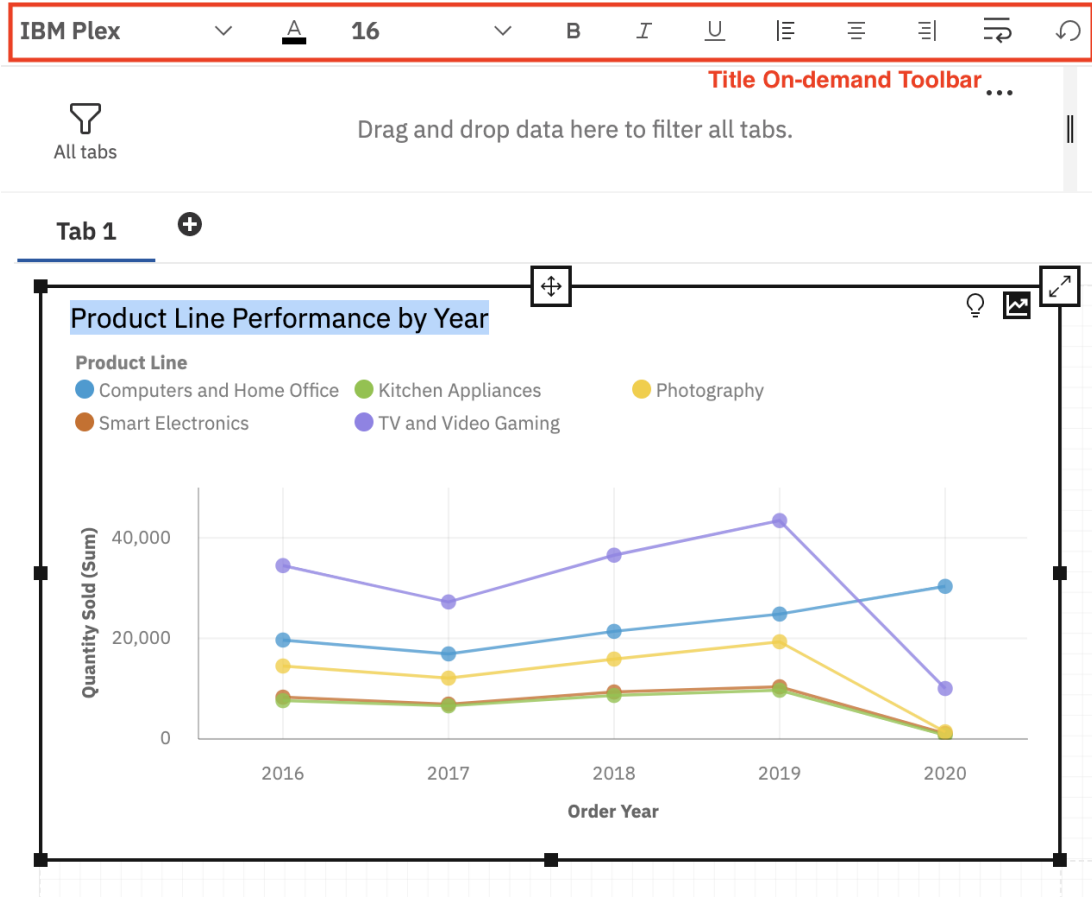 IBM Plex A 16 B I U
Title On-demand Toolbar ...
Drag and drop data here to filter all tabs.
All tabs
Tab 1
Product Line Performance by Year
Product Line
Computers and Home Office Kitchen Appliances Photography
Smart Electronics TV and Video Gaming
Quantity Sold (Sum)
40,000
20,000
0
2016 2017 2018 2019 2020
Order Year